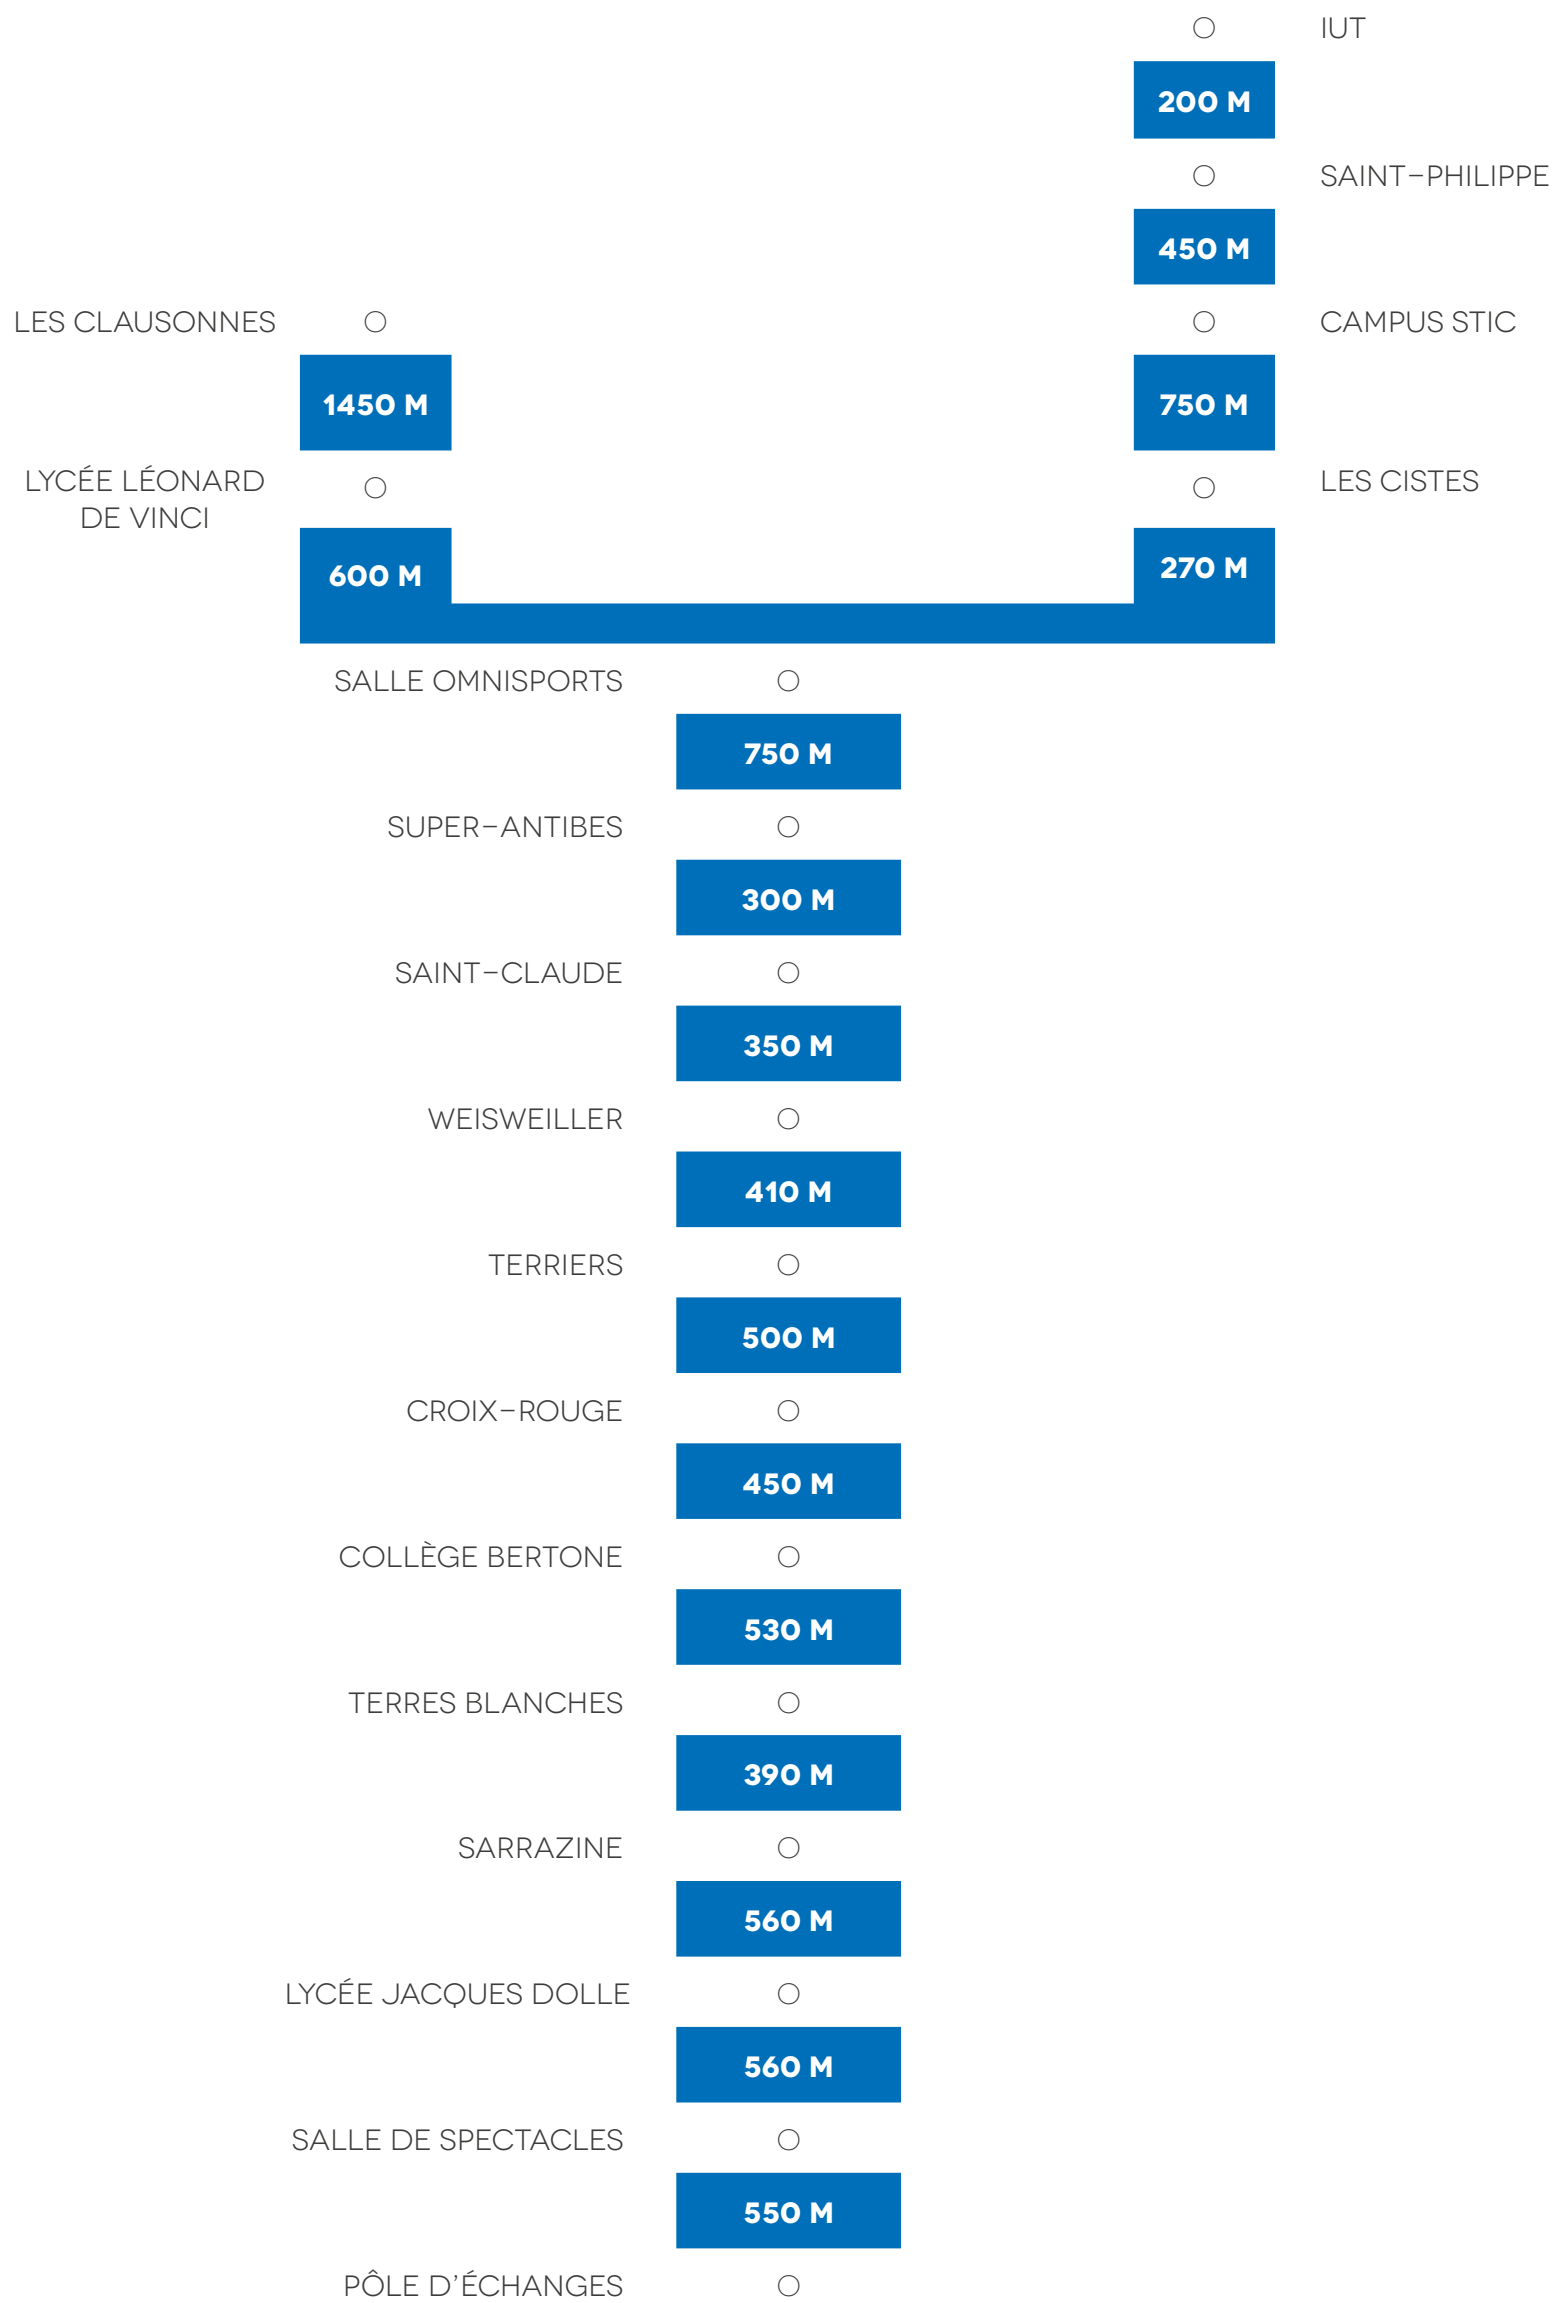 IUT
200 M
SAINT-PHILIPPE
450 M
LES CLAUSONNES
CAMPUS STIC
1450 M
750 M
LYCÉE LÉONARD
DE VINCI
LES CISTES
600 M
270 M
SALLE OMNISPORTS
750 M
SUPER-ANTIBES
300 M
SAINT-CLAUDE
350 M
WEISWEILLER
410 M
TERRIERS
500 M
CROIX-ROUGE
450 M
COLLÈGE BERTONE
530 M
TERRES BLANCHES
390 M
SARRAZINE
560 M
LYCÉE JACQUES DOLLE
560 M
SALLE DE SPECTACLES
550 M
PÔLE D'ÉCHANGES